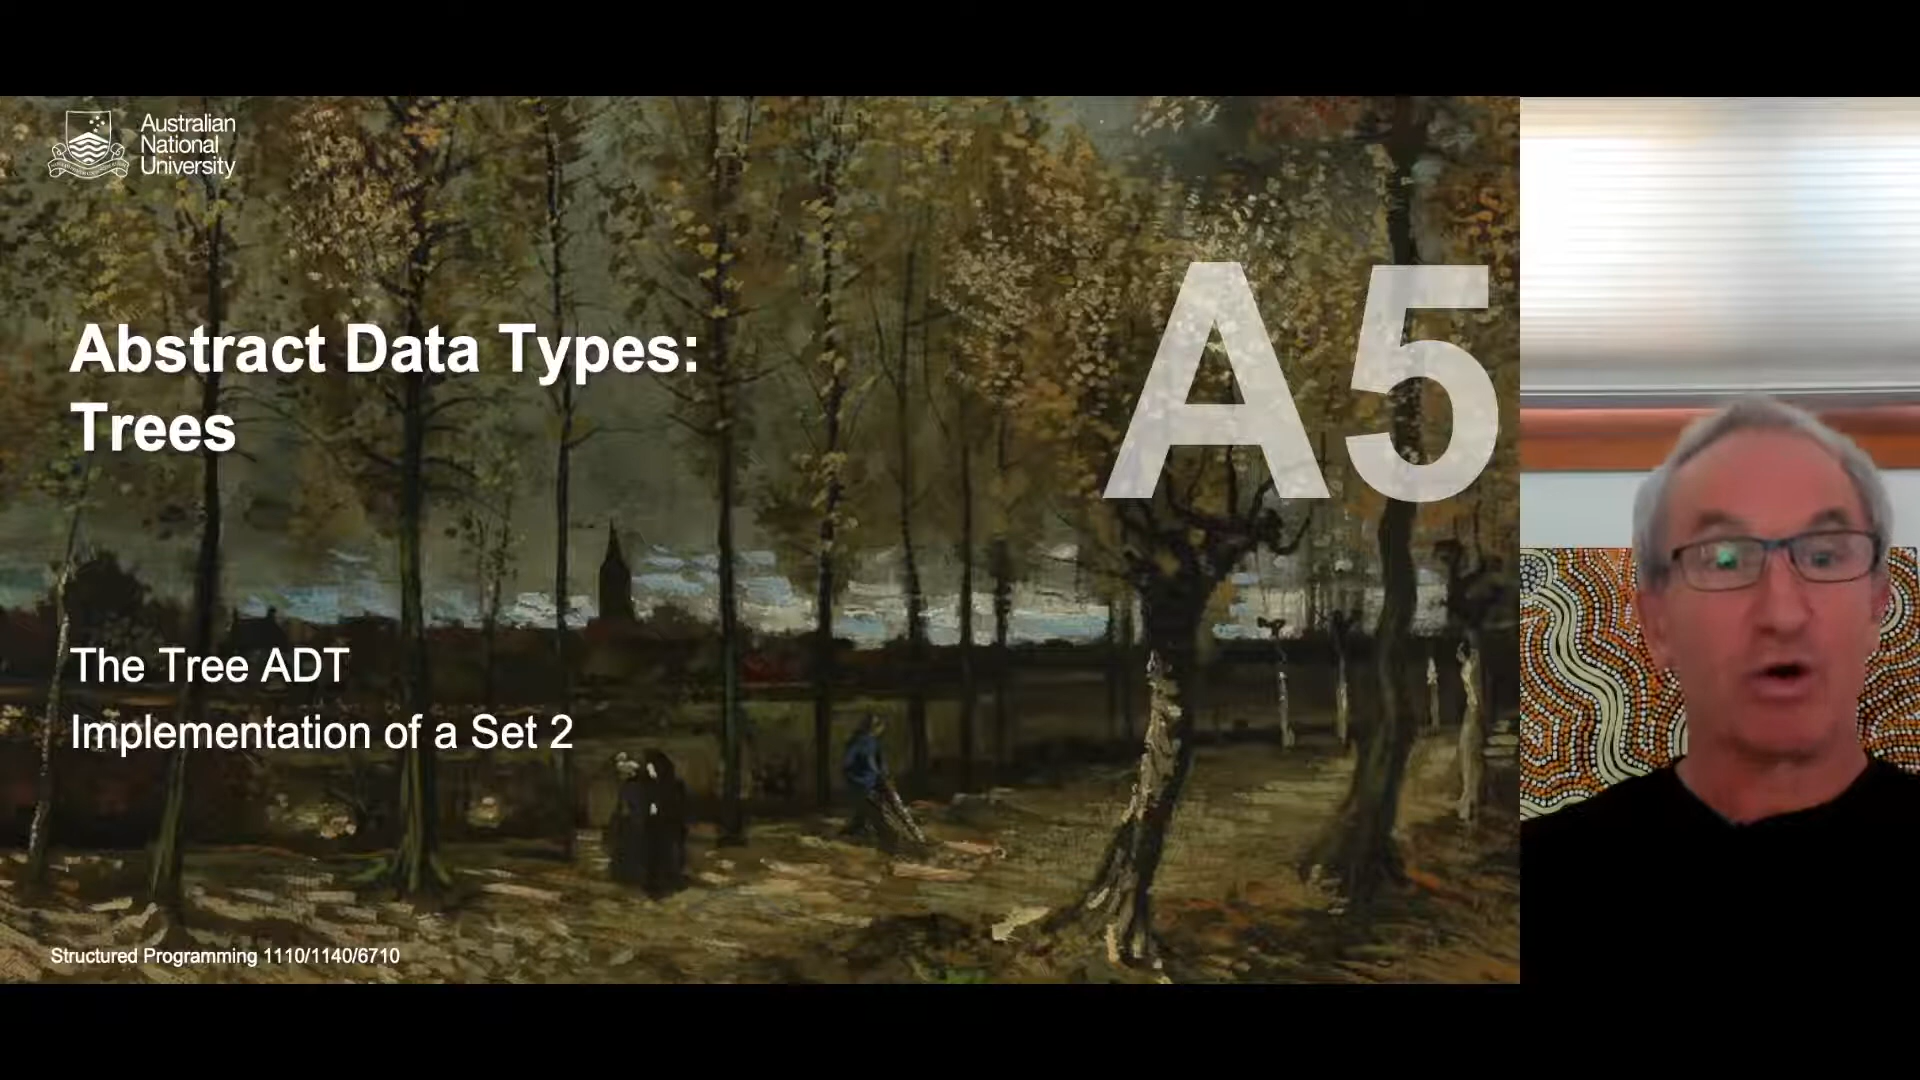 Australian
National
University
A5
Abstract Data Types:
Trees
The Tree ADT
Implementation of a Set 2
Structured Programming 1110/1140/6710